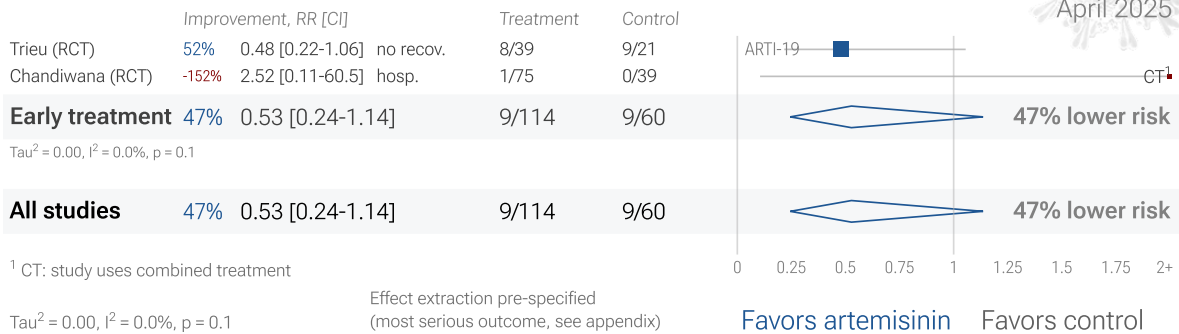 April 2025
Improvement, RR [CI] Treatment Control
Trieu (RCT) 52% 0.48 [0.22-1.06] no recov. 8/39 9/21 ARTI-19
Chandiwana (RCT) -152% 2.52 [0.11-60.5] hosp. 1/75 0/39 CT¹
Early treatment 47% 0.53 [0.24-1.14] 9/114 9/60 47% lower risk
Tau² = 0.00, I² = 0.0%, p = 0.1
All studies 47% 0.53 [0.24-1.14] 9/114 9/60 47% lower risk
0 0.25 0.5 0.75 1 1.25 1.5 1.75 2+
¹ CT: study uses combined treatment
Effect extraction pre-specified
Tau² = 0.00, I² = 0.0%, p = 0.1 (most serious outcome, see appendix) Favors artemisinin Favors control